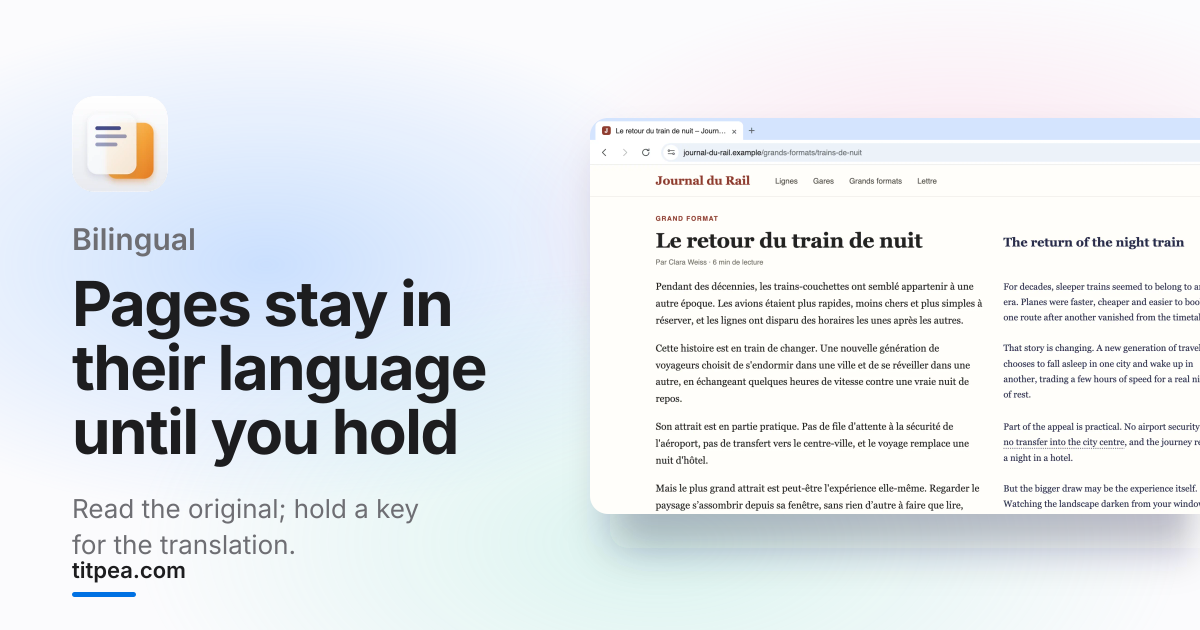 Bilingual
Pages stay in
their language
until you hold
Read the original; hold a key
for the translation.
titpea.com
J Le retour du train de nuit – Journ… × +
journal-du-rail.example/grands-formats/trains-de-nuit
Journal du Rail Lignes Gares Grands formats Lettre
GRAND FORMAT
Le retour du train de nuit
Par Clara Weiss · 6 min de lecture
Pendant des décennies, les trains-couchettes ont semblé appartenir à une
autre époque. Les avions étaient plus rapides, moins chers et plus simples à
réserver, et les lignes ont disparu des horaires les unes après les autres.
Cette histoire est en train de changer. Une nouvelle génération de
voyageurs choisit de s'endormir dans une ville et de se réveiller dans une
autre, en échangeant quelques heures de vitesse contre une vraie nuit de
repos.
Son attrait est en partie pratique. Pas de file d'attente à la sécurité de
l'aéroport, pas de transfert vers le centre-ville, et le voyage remplace une
nuit d'hôtel.
Mais le plus grand attrait est peut-être l'expérience elle-même. Regarder le
paysage s'assombrir depuis sa fenêtre, sans rien d'autre à faire que lire,
The return of the night train
For decades, sleeper trains seemed to belong to
era. Planes were faster, cheaper and easier to
one route after another vanished from the
That story is changing. A new generation of
chooses to fall asleep in one city and wake up in
another, trading a few hours of speed for a real
of rest.
Part of the appeal is practical. No airport security
no transfer into the city centre, and the journey
a night in a hotel.
But the bigger draw may be the experience itself.
Watching the landscape darken from your